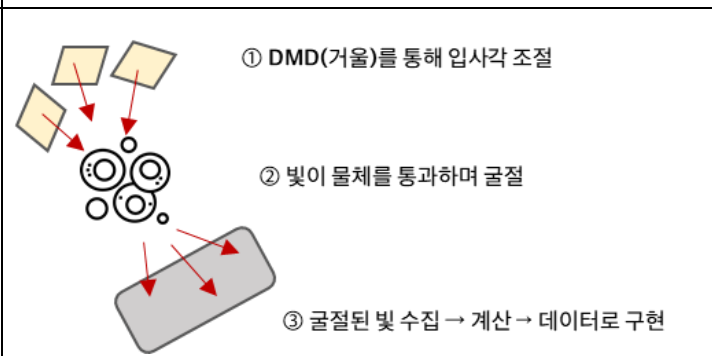 ① DMD(거울)를 통해 입사각 조절
② 빛이 물체를 통과하며 굴절
③ 굴절된 빛 수집 → 계산 → 데이터로 구현